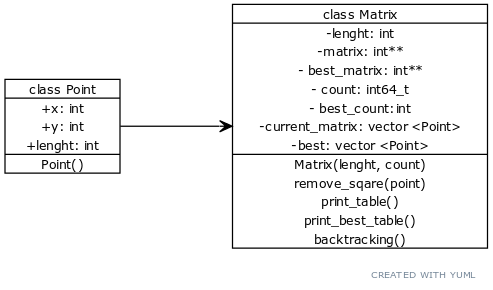 class Point
+x: int
+y: int
+lenght: int
Point()
class Matrix
-lenght: int
-matrix: int**
- best_matrix: int**
- count: int64_t
- best_count:int
-current_matrix: vector <Point>
-best: vector <Point>
Matrix(lenght, count)
remove_sqare(point)
print_table()
print_best_table()
backtracking()
CREATED WITH YUML